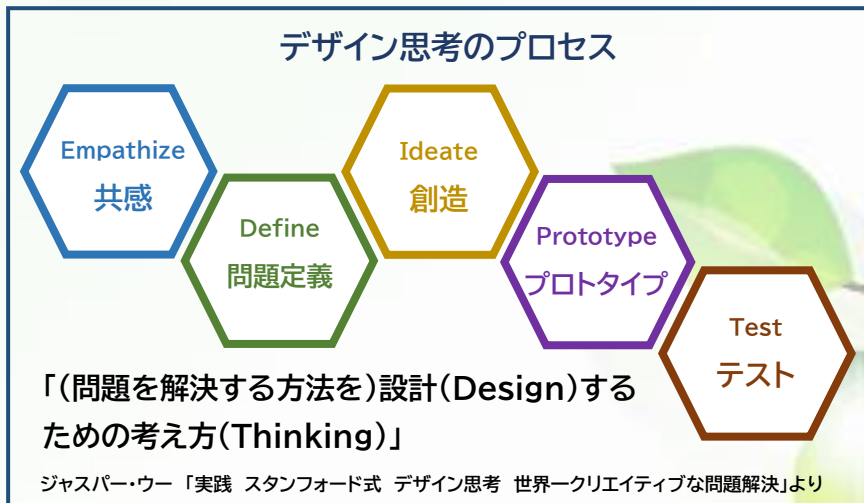 デザイン思考のプロセス
Empathize
共感
Define
問題定義
Ideate
創造
Prototype
プロトタイプ
Test
テスト
「(問題を解決する方法を)設計(Design)する
ための考え方(Thinking)」
ジャスパー・ウー 「実践 スタンフォード式 デザイン思考 世界一クリエイティブな問題解決」より